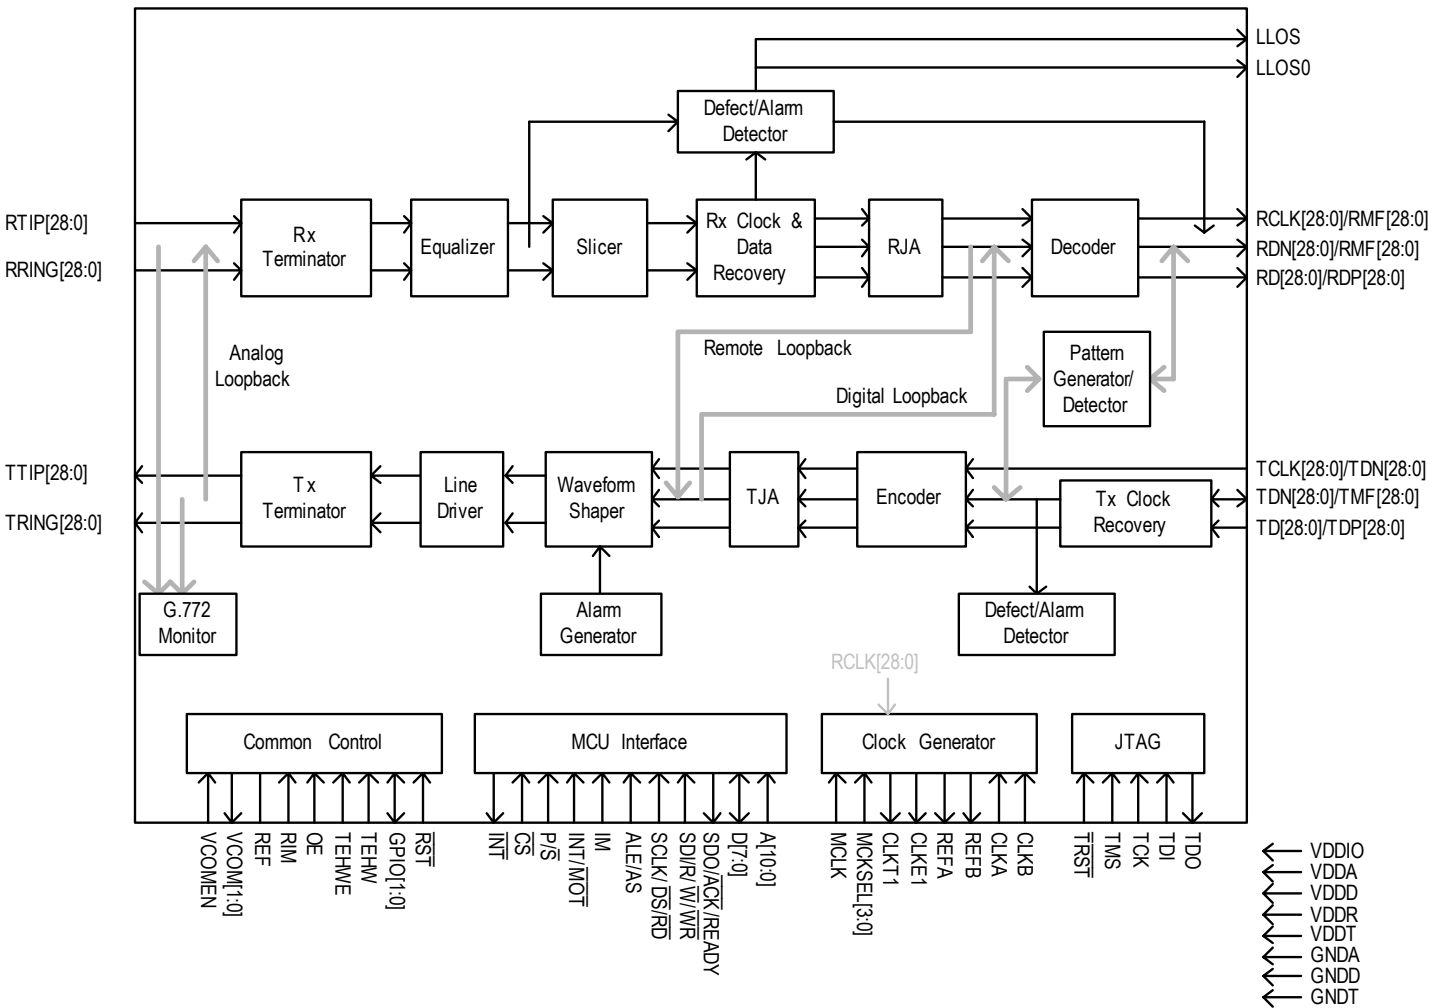 LLOS
LLOS0
Defect/Alarm
Detector
RTIP[28:0]
RRING[28:0]
Rx
Terminator
Equalizer
Slicer
Rx Clock &
Data
Recovery
RJA
Decoder
RCLK[28:0]/RMF[28:0]
RDN[28:0]/RMF[28:0]
RD[28:0]/RDP[28:0]
Analog
Loopback
Remote Loopback
Digital Loopback
Pattern
Generator/
Detector
TTIP[28:0]
TRING[28:0]
Tx
Terminator
Line
Driver
Waveform
Shaper
TJA
Encoder
Tx Clock
Recovery
TCLK[28:0]/TDN[28:0]
TDN[28:0]/TMF[28:0]
TD[28:0]/TDP[28:0]
G.772
Monitor
Alarm
Generator
Defect/Alarm
Detector
RCLK[28:0]
Common Control
MCU Interface
Clock Generator
JTAG
VCOMEN
VCOM[1:0]
REF
RIM
OE
TEHWE
TEHW
GPIO[1:0]
RST
INT
CS
P/S
INT/MOT
IM
ALE/AS
SCLK/DS/RD
SDI/R/W/WR
SDO/ACK/READY
D[7:0]
A[10:0]
MCLK
MCKSEL[3:0]
CLKT1
CLKE1
REFA
REFB
CLKA
CLKB
TRST
TMS
TCK
TDI
TDO
VDDIO
VDDA
VDDD
VDDR
VDDT
GNDA
GNDD
GNDT